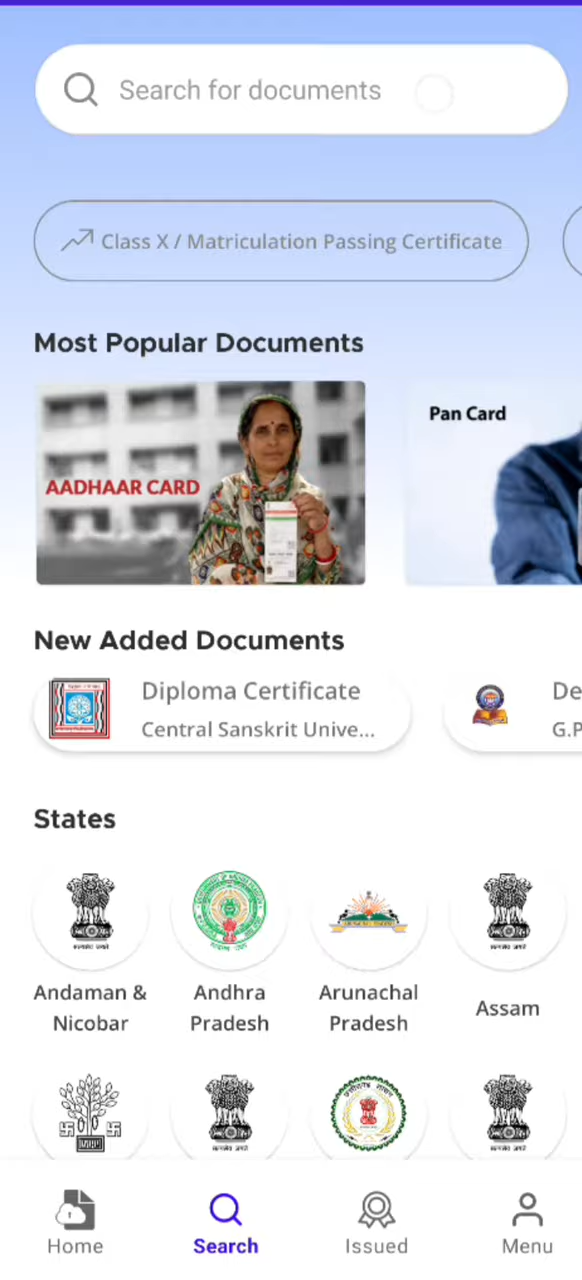 Search for documents
Class X / Matriculation Passing Certificate
Most Popular Documents
AADHAAR CARD
Pan Card
New Added Documents
Diploma Certificate
Central Sanskrit Unive...
De
G.P
States
Andaman &
Nicobar
Andhra
Pradesh
Arunachal
Pradesh
Assam
Home
Search
Issued
Menu